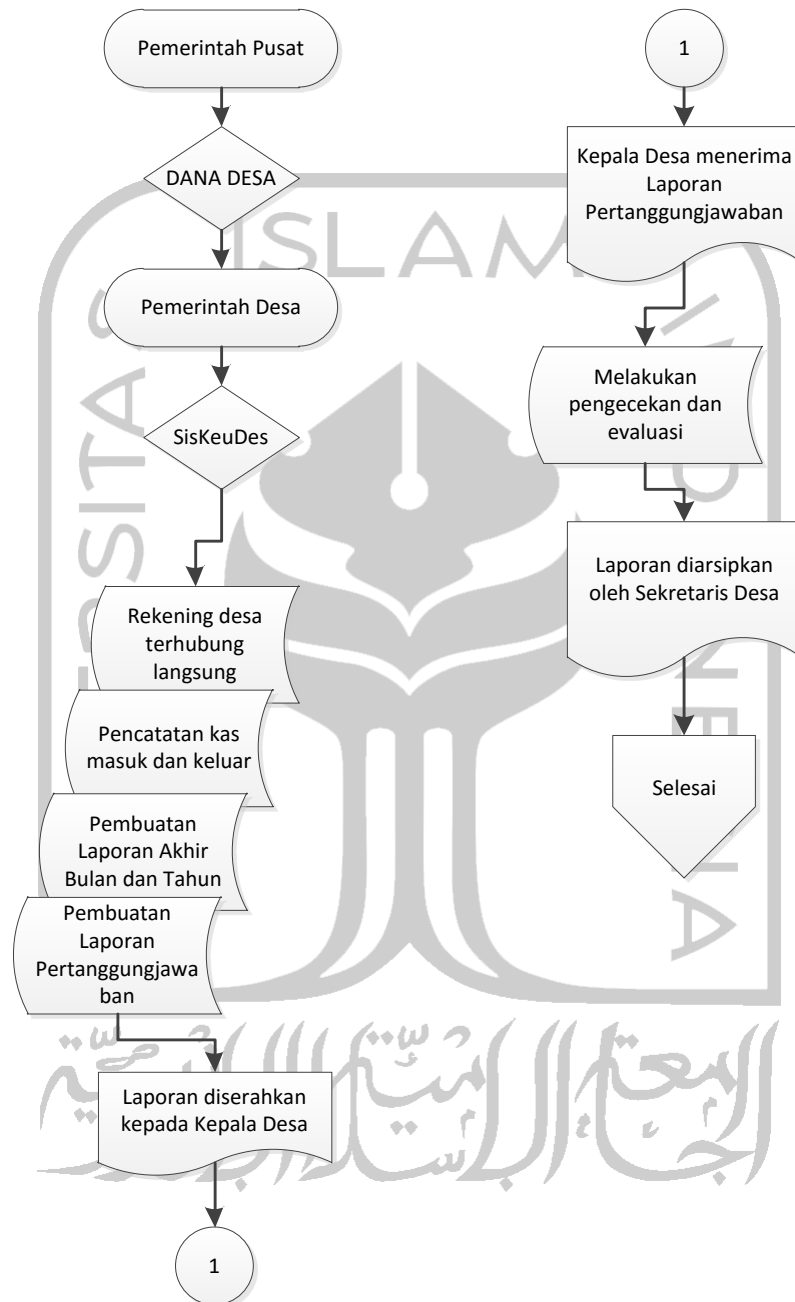 Pemerintah Pusat
DANA DESA
Pemerintah Desa
SisKeuDes
Rekening desa
terhubung
langsung
Pencatatan kas
masuk dan keluar
Pembuatan
Laporan Akhir
Bulan dan Tahun
Pembuatan
Laporan
Pertanggungjawa
ban
Laporan diserahkan
kepada Kepala Desa
1
1
Kepala Desa menerima
Laporan
Pertanggungjawaban
Melakukan
pengecekan dan
evaluasi
Laporan diarsipkan
oleh Sekretaris Desa
Selesai
ISLAM